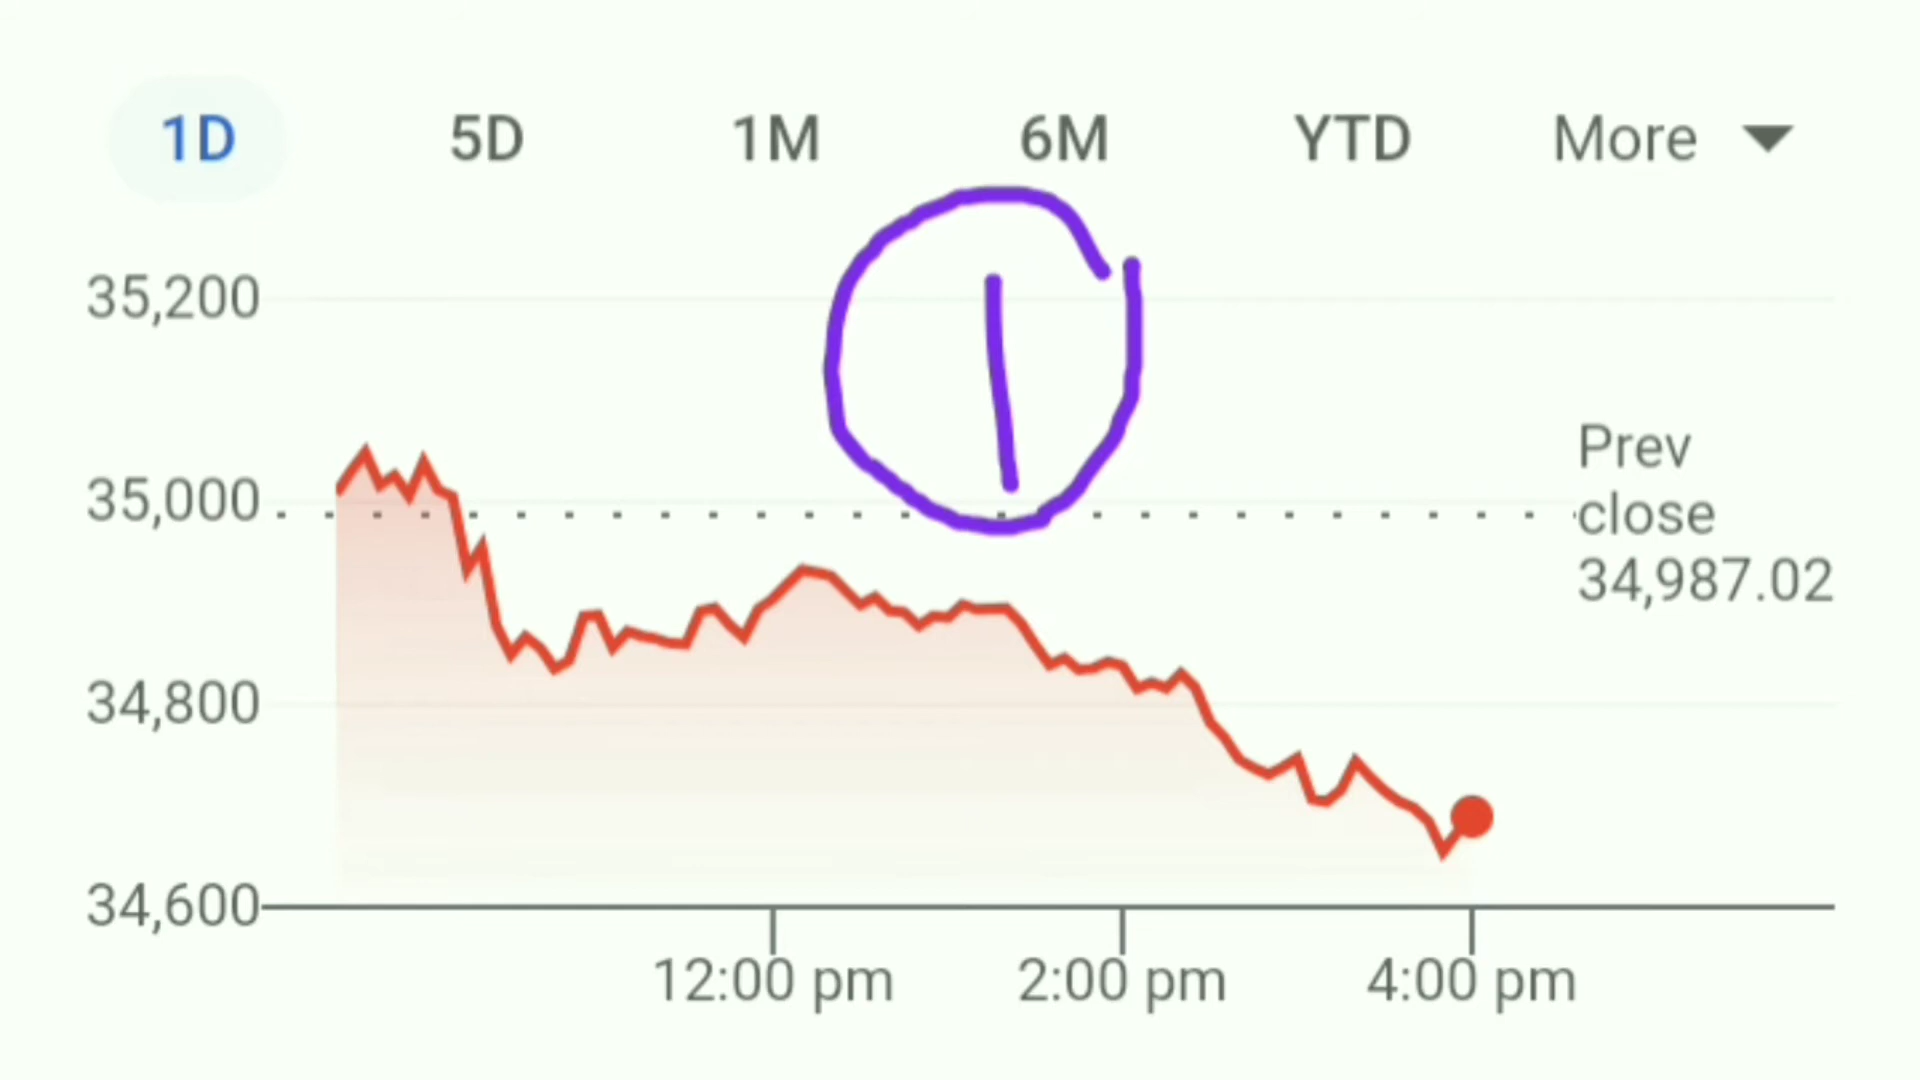 1D 5D 1M 6M YTD More
1
35,200
35,000
34,800
34,600
Prev
close
34,987.02
12:00 pm 2:00 pm 4:00 pm